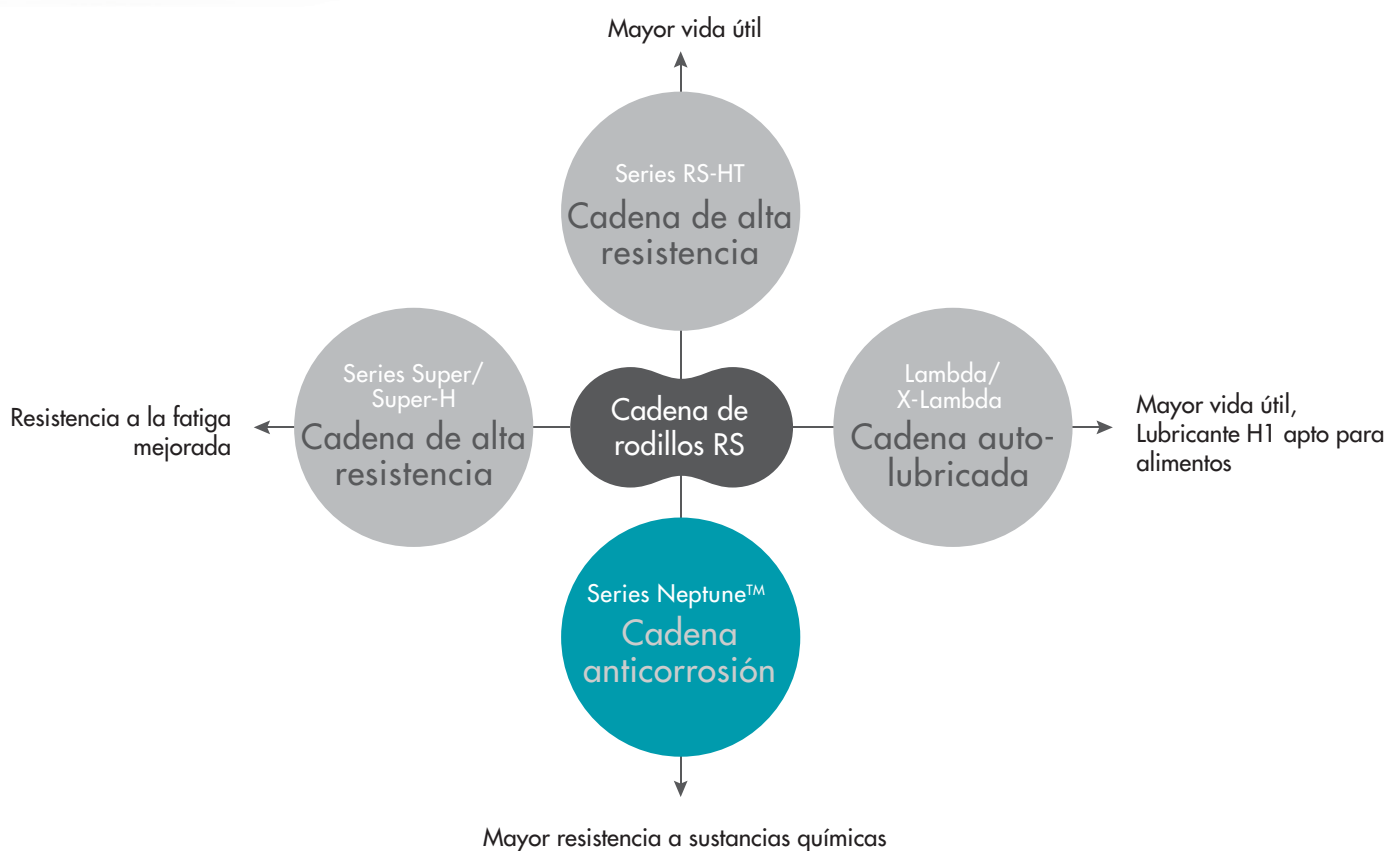 Mayor vida útil
Series RS-HT
Cadena de alta
resistencia
Series Super/
Super-H
Cadena de alta
resistencia
Resistencia a la fatiga
mejorada
Cadena de
rodillos RS
Lambda/
X-Lambda
Cadena auto-
lubricada
Mayor vida útil,
Lubricante H1 apto para
alimentos
Series Neptune™
Cadena
anticorrosión
Mayor resistencia a sustancias químicas